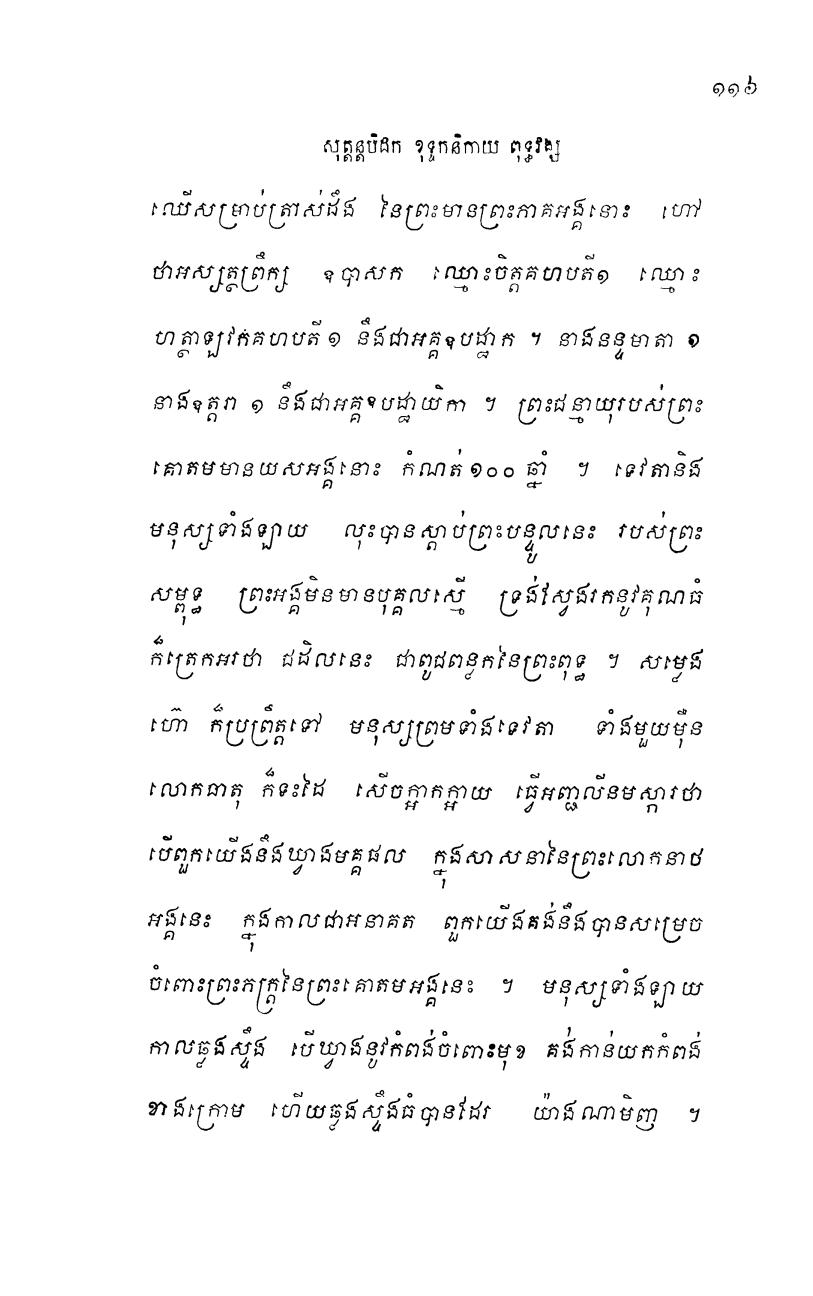 ១១៦
សុត្តន្តបិដក ខុទ្ទកនិកាយ ពុទ្ធវង្ស
ឈើសម្រាប់ត្រាស់ដឹង នៃព្រះមានព្រះភាគអង្គនោះ ហៅ
ថាអស្សត្ថព្រឹក្ស ឧបាសក ឈ្មោះចិត្តគហបតី១ ឈ្មោះ
ហត្ថាឡវក់គហបតី ១ នឹងជាអគ្គឧបដ្ឋាក ។ នាងនន្ទមាតា ១
នាងឧត្តរា ១ នឹងជាអគ្គឧបដ្ឋាយិកា ។ ព្រះជន្មាយុរបស់ព្រះ
គោតមមានយសអង្គនោះ កំណត់១០០ ឆ្នាំ ។ ទេវតានិង
មនុស្សទាំងឡាយ លុះបានស្តាប់ព្រះបន្ទូលនេះ របស់ព្រះ
សម្ពុទ្ធ ព្រះអង្គមិនមានបុគ្គលស្មើ ទ្រង់ស្វែងរកនូវគុណធំ
ក៏ត្រេកអរថា ជដិលនេះ ជាពូជពន្លកនៃព្រះពុទ្ធ ។ សម្លេង
ហ៊ោ ក៏ប្រព្រឹត្តទៅ មនុស្សព្រមទាំងទេវតា ទាំងមួយម៉ឺន
លោកធាតុ ក៏ទះដៃ សើចក្អាកក្អាយ ធ្វើអញ្ជលីនមស្ការថា
បើពួកយើងនឹងឃ្វាងមគ្គផល ក្នុងសាសនានៃព្រះលោកនាថ
អង្គនេះ ក្នុងកាលជាអនាគត ពួកយើងគង់នឹងបានសម្រេច
ចំពោះព្រះភក្ត្រនៃព្រះគោតមអង្គនេះ ។ មនុស្សទាំងឡាយ
កាលឆ្លងស្ទឹង បើឃ្វាងនូវកំពង់ចំពោះមុខ គង់កាន់យកកំពង់
ខាងក្រោម ហើយឆ្លងស្ទឹងធំបានដែរ យ៉ាងណាមិញ ។